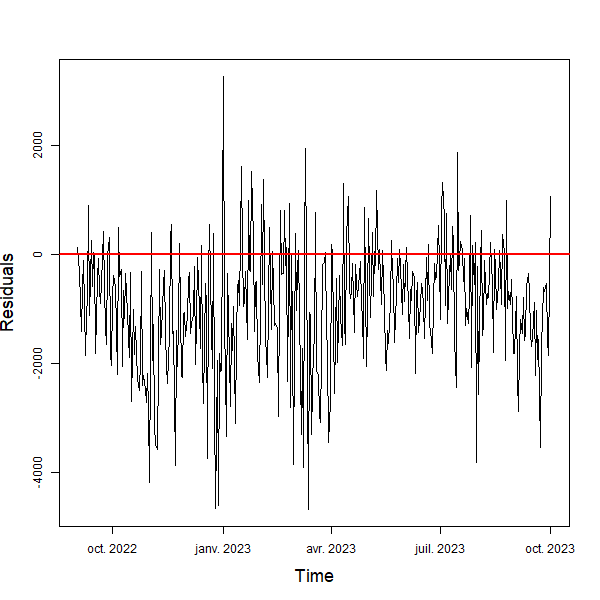 Residuals
2000
0
-2000
-4000
oct. 2022
janv. 2023
avr. 2023
juil. 2023
oct. 2023
Time